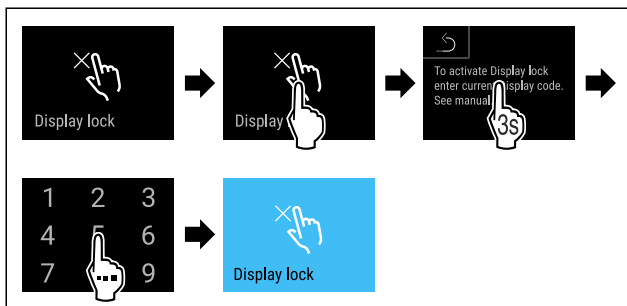 Display lock
Display
To activate Display lock
enter current display code.
See manual.
3s
1 2 3
4 5 6
7 9
Display lock